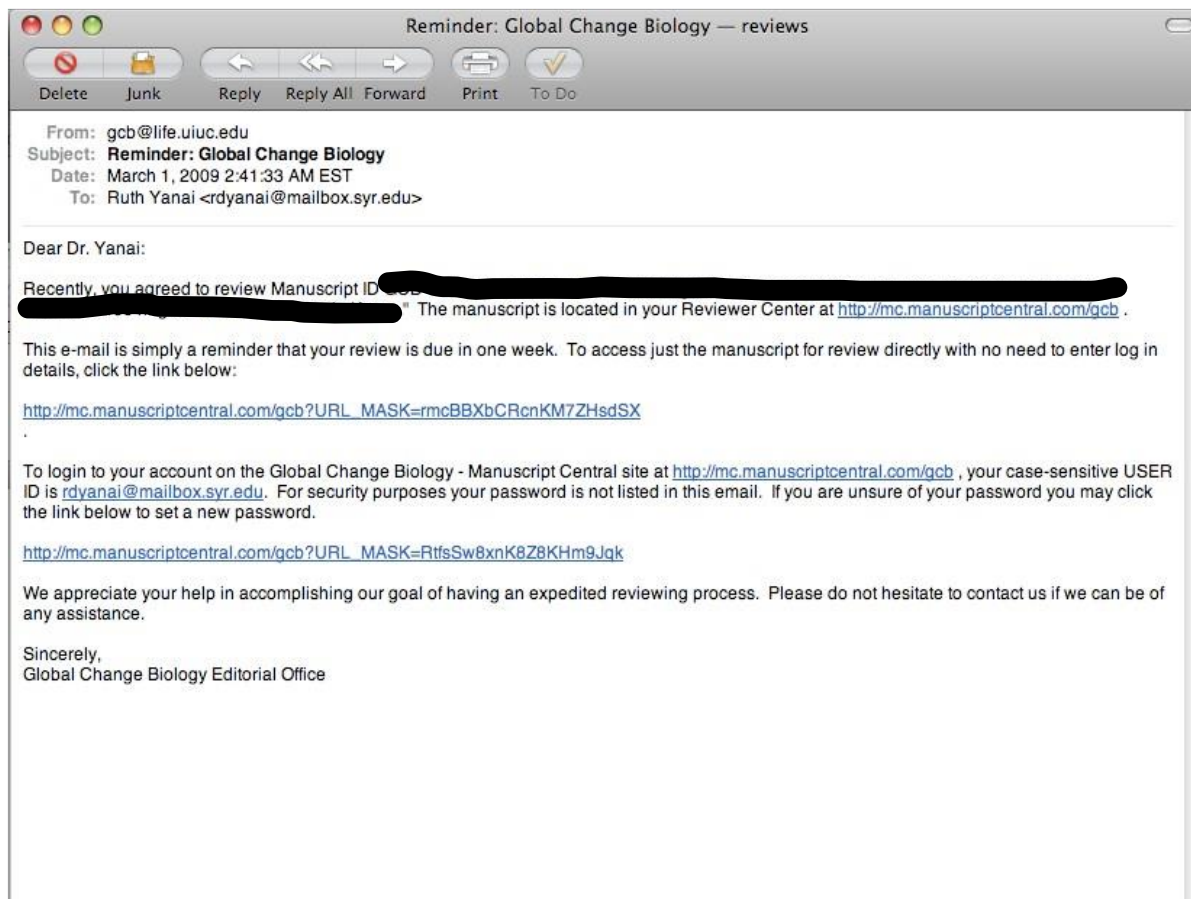 Reminder: Global Change Biology — reviews
Delete Junk Reply Reply All Forward Print To Do
From: gcb@life.uiuc.edu
Subject: Reminder: Global Change Biology
Date: March 1, 2009 2:41:33 AM EST
To: Ruth Yanai <rdyanai@mailbox.syr.edu>
Dear Dr. Yanai:
Recently, you agreed to review Manuscript ID
" The manuscript is located in your Reviewer Center at http://mc.manuscriptcentral.com/gcb .
This e-mail is simply a reminder that your review is due in one week. To access just the manuscript for review directly with no need to enter log in
details, click the link below:
http://mc.manuscriptcentral.com/gcb?URL_MASK=rmcBBXbCRcnKM7ZHsdSX
.
To login to your account on the Global Change Biology - Manuscript Central site at http://mc.manuscriptcentral.com/gcb , your case-sensitive USER
ID is rdyanai@mailbox.syr.edu. For security purposes your password is not listed in this email. If you are unsure of your password you may click
the link below to set a new password.
http://mc.manuscriptcentral.com/gcb?URL_MASK=RtfsSw8xnK8Z8KHm9Jqk
We appreciate your help in accomplishing our goal of having an expedited reviewing process. Please do not hesitate to contact us if we can be of
any assistance.
Sincerely,
Global Change Biology Editorial Office